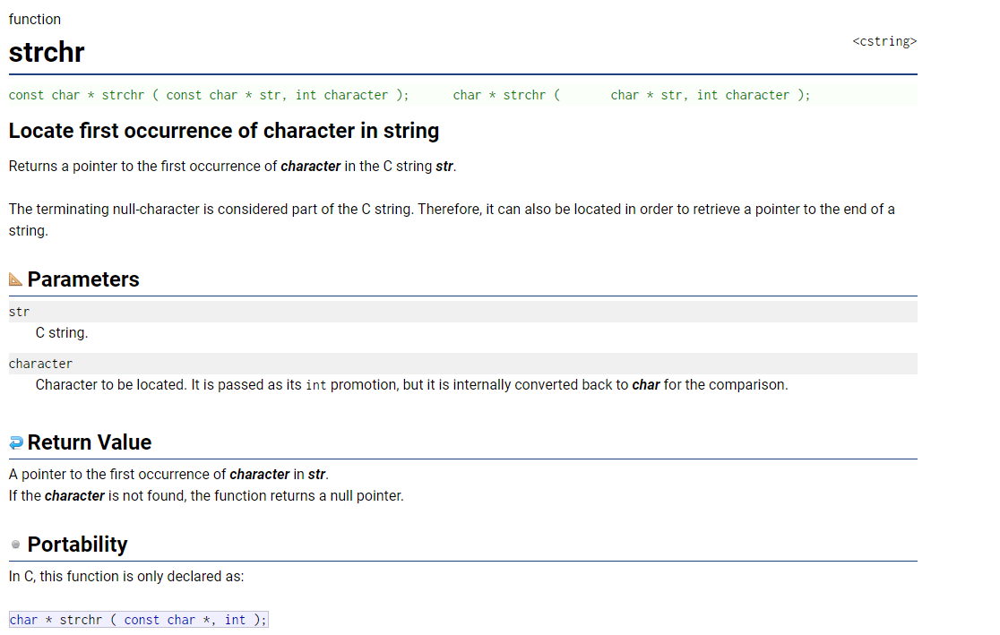 function
strchr
<cstring>
const char * strchr ( const char * str, int character );      char * strchr (       char * str, int character );
Locate first occurrence of character in string
Returns a pointer to the first occurrence of character in the C string str.
The terminating null-character is considered part of the C string. Therefore, it can also be located in order to retrieve a pointer to the end of a
string.
Parameters
str
C string.
character
Character to be located. It is passed as its int promotion, but it is internally converted back to char for the comparison.
Return Value
A pointer to the first occurrence of character in str.
If the character is not found, the function returns a null pointer.
Portability
In C, this function is only declared as:
char * strchr ( const char *, int );